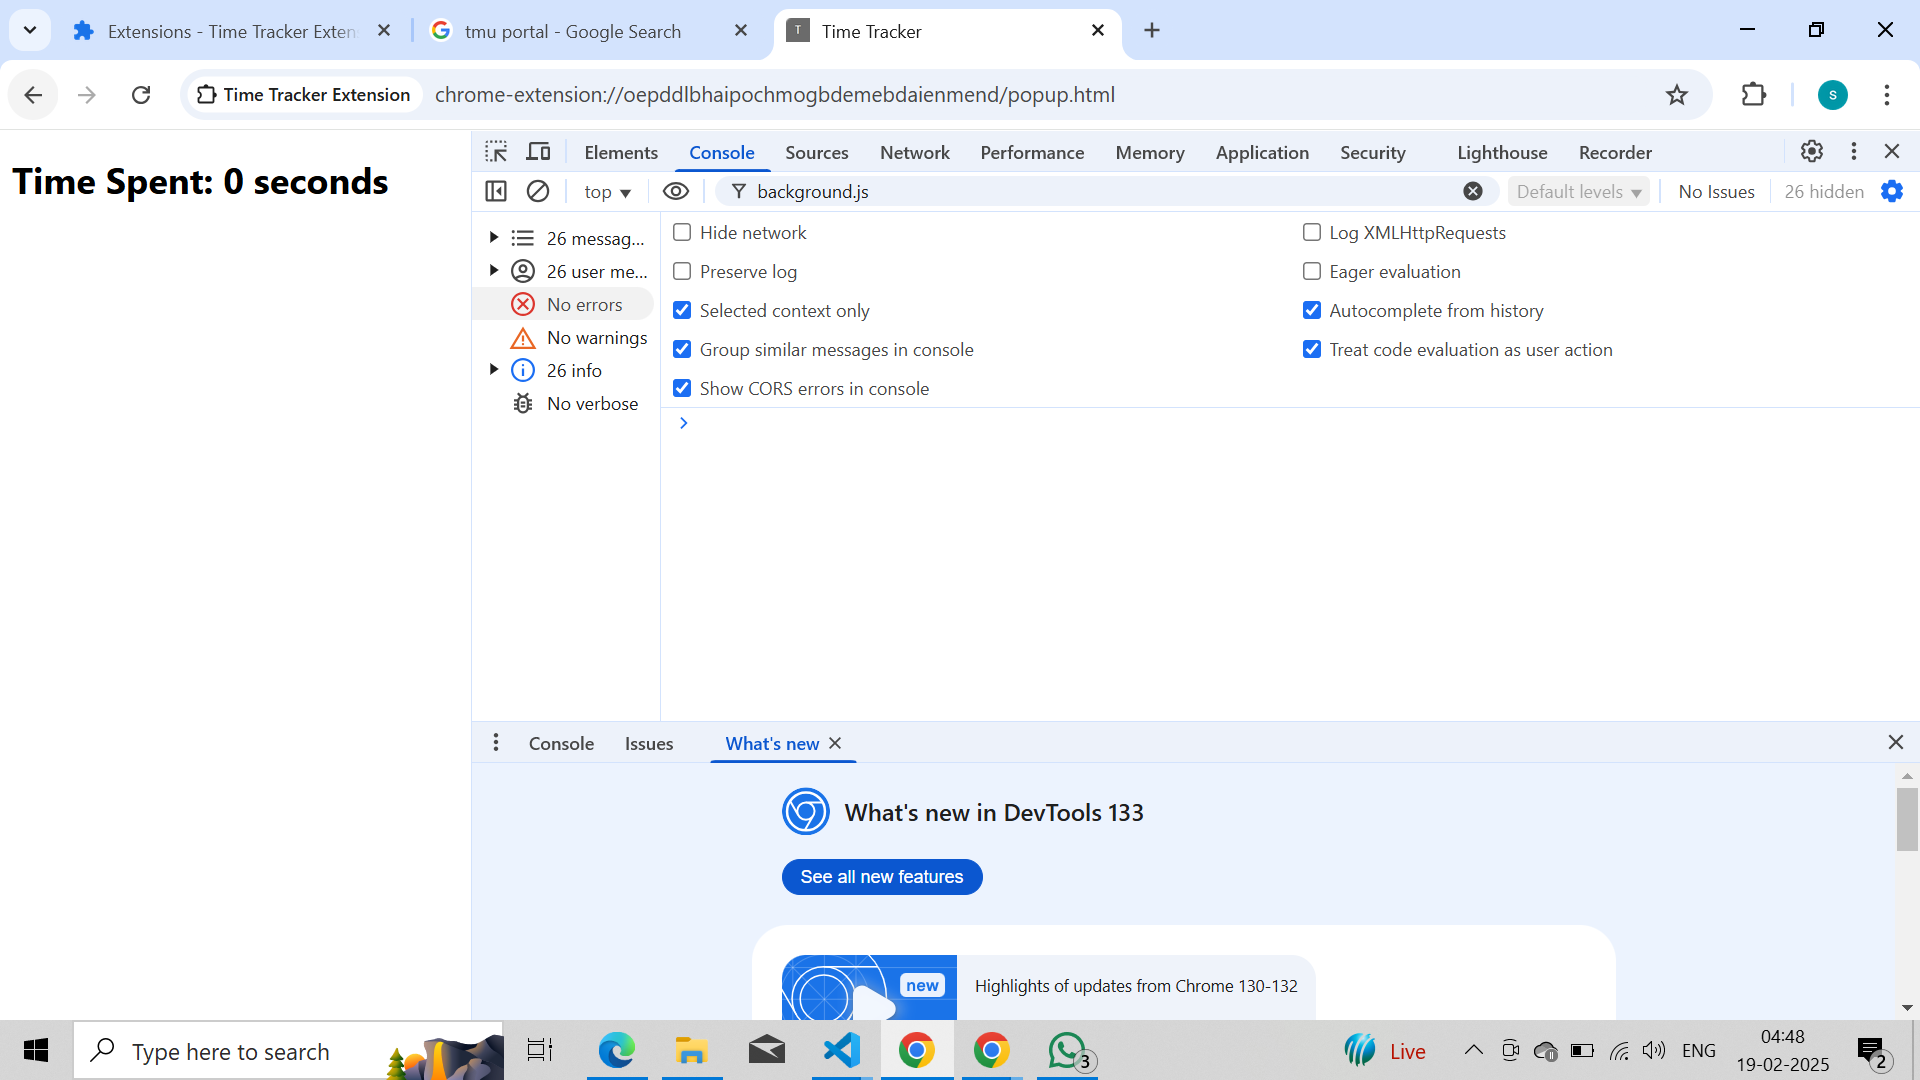 Extensions - Time Tracker Exten
tmu portal - Google Search
T
Time Tracker
Time Tracker Extension
chrome-extension://oepddlbhaipochmogbdemebdaienmend/popup.html
s
Time Spent: 0 seconds
Elements
Console
Sources
Network
Performance
Memory
Application
Security
Lighthouse
Recorder
top
background.js
Default levels
No Issues
26 hidden
26 messag...
26 user me...
No errors
No warnings
26 info
No verbose
Hide network
Log XMLHttpRequests
Preserve log
Eager evaluation
Selected context only
Autocomplete from history
Group similar messages in console
Treat code evaluation as user action
Show CORS errors in console
Console
Issues
What's new
What's new in DevTools 133
See all new features
new
Highlights of updates from Chrome 130-132
Type here to search
3
Live
ENG
04:48
19-02-2025
2